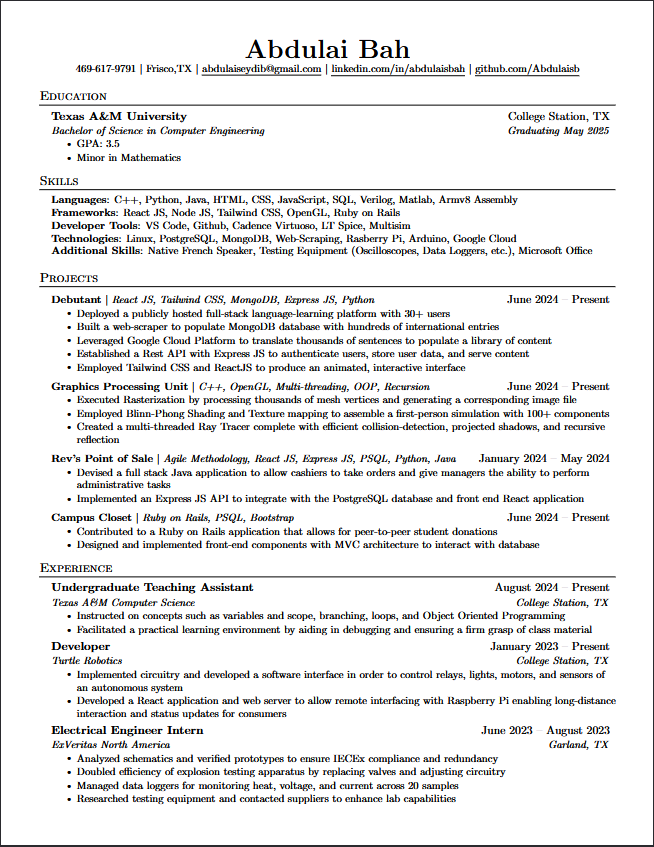 Abdulai Bah
469-617-9791 | Frisco,TX | abdulaiseydib@gmail.com | linkedin.com/in/abdulaisbah | github.com/Abdulaisb
Education
Texas A&M University College Station, TX
Bachelor of Science in Computer Engineering Graduating May 2025
• GPA: 3.5
• Minor in Mathematics
Skills
Languages: C++, Python, Java, HTML, CSS, JavaScript, SQL, Verilog, Matlab, Armv8 Assembly
Frameworks: React JS, Node JS, Tailwind CSS, OpenGL, Ruby on Rails
Developer Tools: VS Code, Github, Cadence Virtuoso, LT Spice, Multisim
Technologies: Linux, PostgreSQL, MongoDB, Web-Scraping, Rasberry Pi, Arduino, Google Cloud
Additional Skills: Native French Speaker, Testing Equipment (Oscilloscopes, Data Loggers, etc.), Microsoft Office
Projects
Debutant | React JS, Tailwind CSS, MongoDB, Express JS, Python June 2024 – Present
• Deployed a publicly hosted full-stack language-learning platform with 30+ users
• Built a web-scraper to populate MongoDB database with hundreds of international entries
• Leveraged Google Cloud Platform to translate thousands of sentences to populate a library of content
• Established a Rest API with Express JS to authenticate users, store user data, and serve content
• Employed Tailwind CSS and ReactJS to produce an animated, interactive interface
Graphics Processing Unit | C++, OpenGL, Multi-threading, OOP, Recursion June 2024 – Present
• Executed Rasterization by processing thousands of mesh vertices and generating a corresponding image file
• Employed Blinn-Phong Shading and Texture mapping to assemble a first-person simulation with 100+ components
• Created a multi-threaded Ray Tracer complete with efficient collision-detection, projected shadows, and recursive
reflection
Rev's Point of Sale | Agile Methodology, React JS, Express JS, PSQL, Python, Java January 2024 – May 2024
• Devised a full stack Java application to allow cashiers to take orders and give managers the ability to perform
administrative tasks
• Implemented an Express JS API to integrate with the PostgreSQL database and front end React application
Campus Closet | Ruby on Rails, PSQL, Bootstrap June 2024 – Present
• Contributed to a Ruby on Rails application that allows for peer-to-peer student donations
• Designed and implemented front-end components with MVC architecture to interact with database
Experience
Undergraduate Teaching Assistant August 2024 – Present
Texas A&M Computer Science College Station, TX
• Instructed on concepts such as variables and scope, branching, loops, and Object Oriented Programming
• Facilitated a practical learning environment by aiding in debugging and ensuring a firm grasp of class material
Developer January 2023 – Present
Turtle Robotics College Station, TX
• Implemented circuitry and developed a software interface in order to control relays, lights, motors, and sensors of
an autonomous system
• Developed a React application and web server to allow remote interfacing with Raspberry Pi enabling long-distance
interaction and status updates for consumers
Electrical Engineer Intern June 2023 – August 2023
ExVeritas North America Garland, TX
• Analyzed schematics and verified prototypes to ensure IECEx compliance and redundancy
• Doubled efficiency of explosion testing apparatus by replacing valves and adjusting circuitry
• Managed data loggers for monitoring heat, voltage, and current across 20 samples
• Researched testing equipment and contacted suppliers to enhance lab capabilities